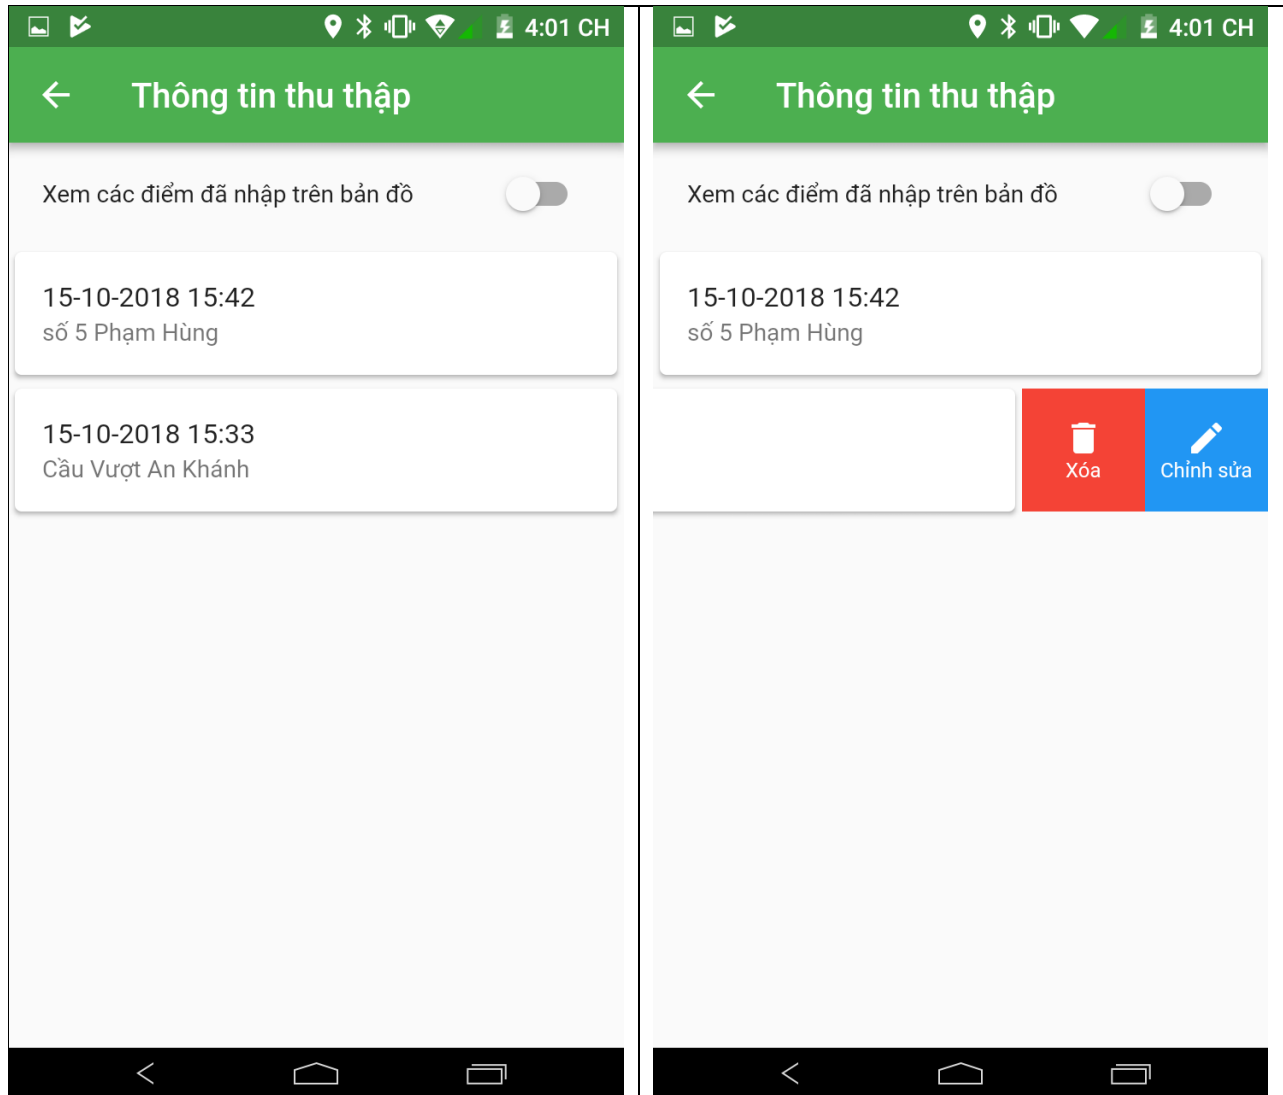 4:01 CH
Thông tin thu thập
Xem các điểm đã nhập trên bản đồ
15-10-2018 15:42
số 5 Phạm Hùng
15-10-2018 15:33
Cầu Vượt An Khánh
4:01 CH
Thông tin thu thập
Xem các điểm đã nhập trên bản đồ
15-10-2018 15:42
số 5 Phạm Hùng
Xóa
Chỉnh sửa